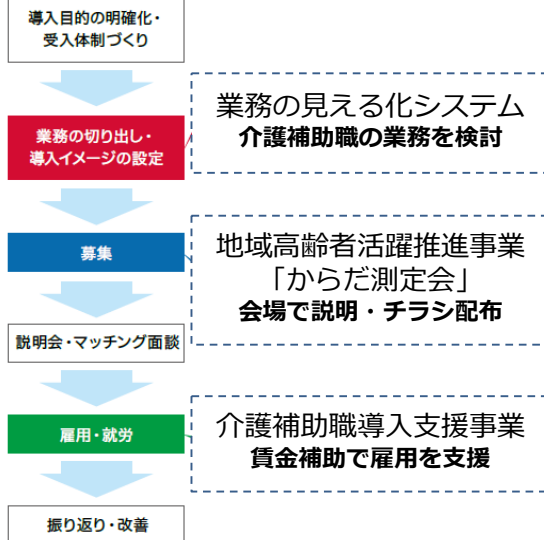 導入目的の明確化・
受入体制づくり
業務の切り出し・
導入イメージの設定
業務の見える化システム
介護補助職の業務を検討
募集
地域高齢者活躍推進事業
「からだ測定会」
会場で説明・チラシ配布
説明会・マッチング面談
雇用・就労
介護補助職導入支援事業
賃金補助で雇用を支援
振り返り・改善